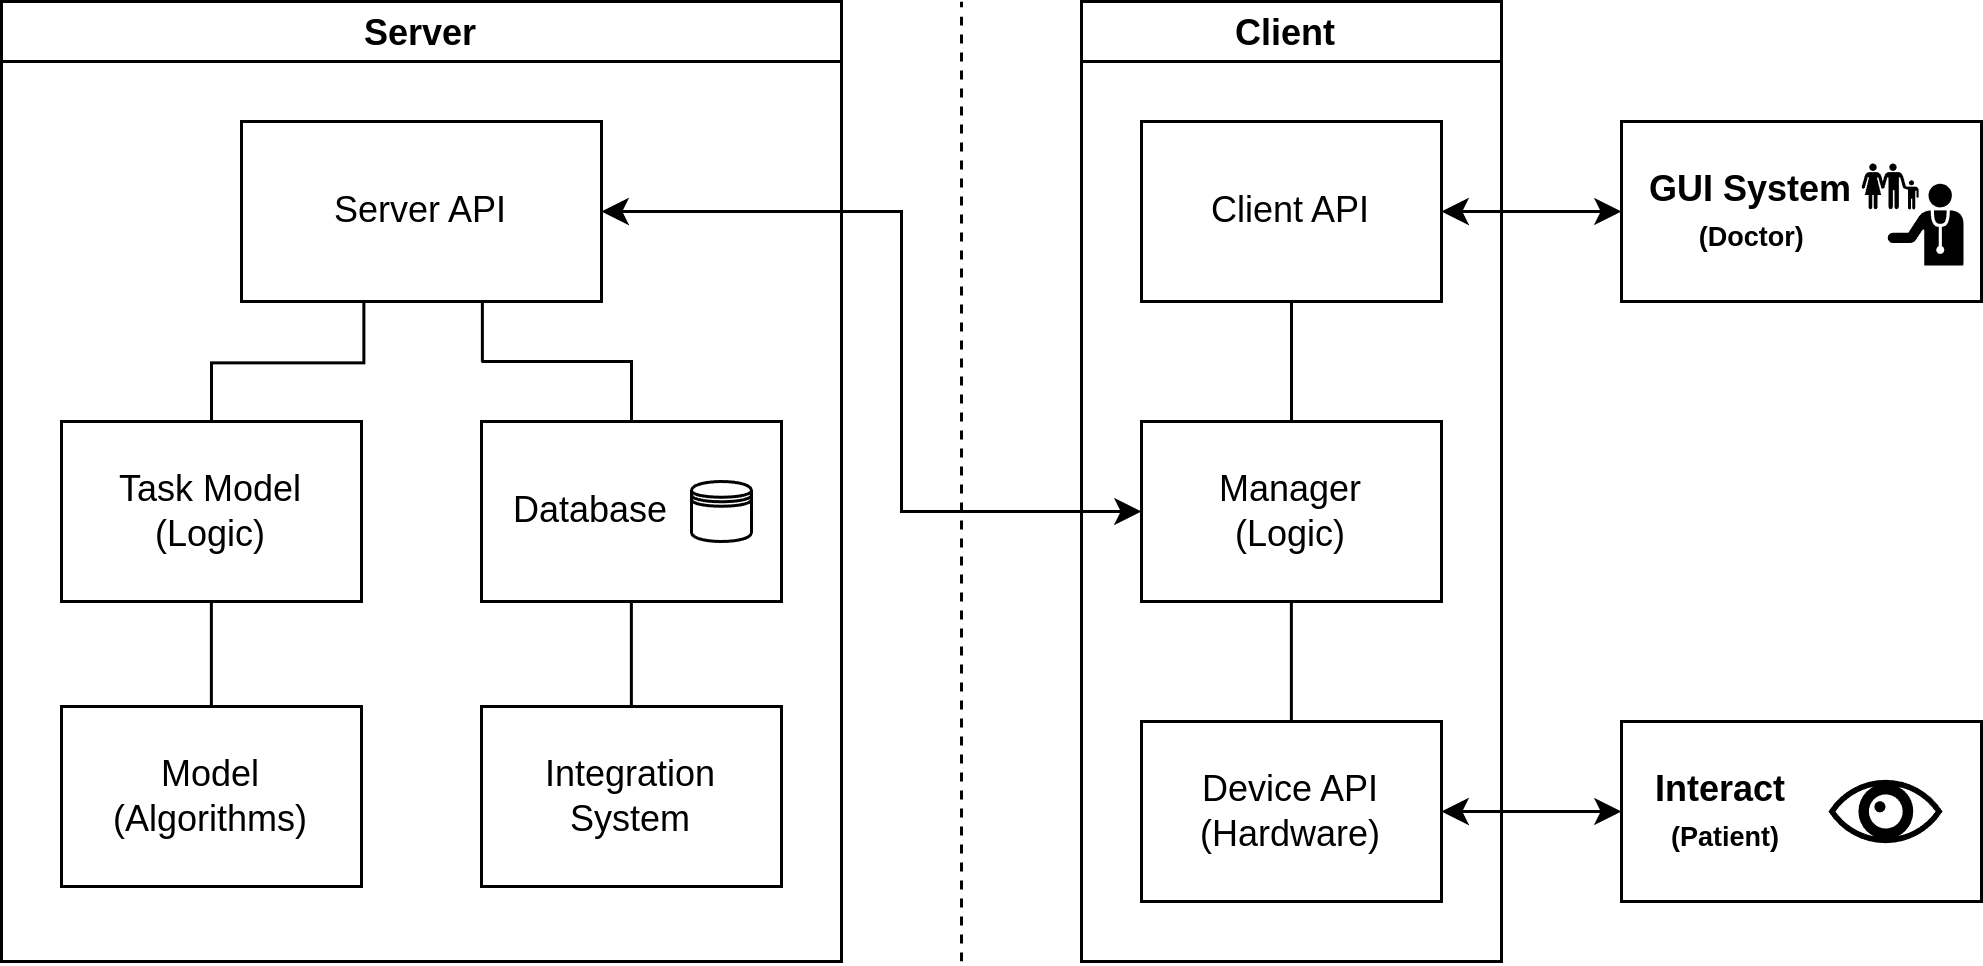 Server
Server API
Task Model
(Logic)
Database
Model
(Algorithms)
Integration
System
Client
Client API
Manager
(Logic)
Device API
(Hardware)
GUI System
(Doctor)
Interact
(Patient)